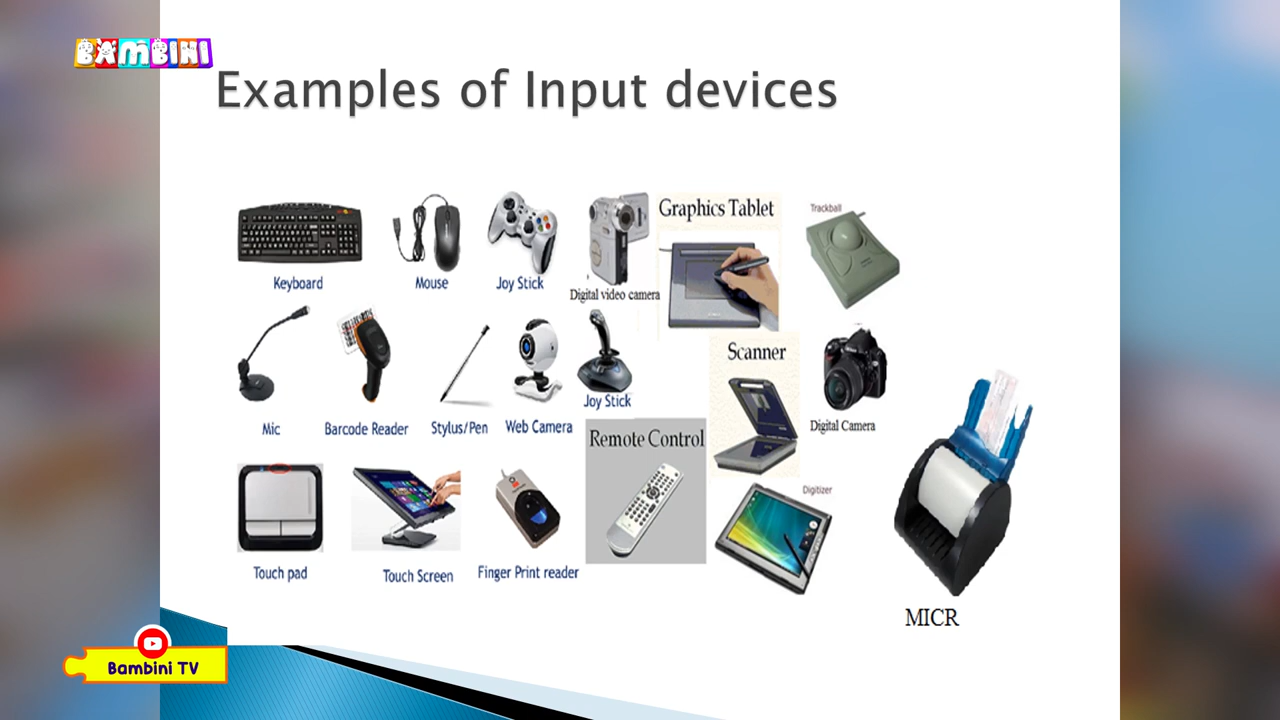 BAMBINI
Examples of Input devices
Graphics Tablet
Trackball
Keyboard
Mouse
Joy Stick
Digital video camera
Scanner
Mic
Barcode Reader
Stylus/Pen
Web Camera
Joy Stick
Digital Camera
Remote Control
Digitizer
Touch pad
Touch Screen
Finger Print reader
MICR
Bambini TV